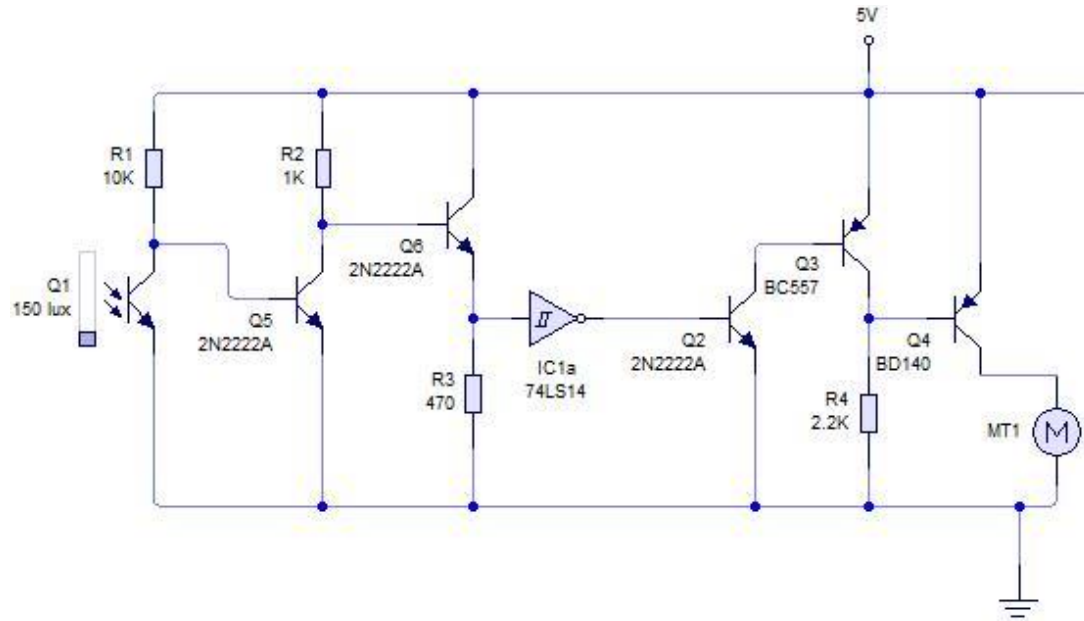 5V
R1
10K
R2
1K
Q6
2N2222A
Q1
150 lux
Q5
2N2222A
Q3
BC557
Q2
2N2222A
Q4
BD140
IC1a
74LS14
R3
470
R4
2.2K
MT1
M